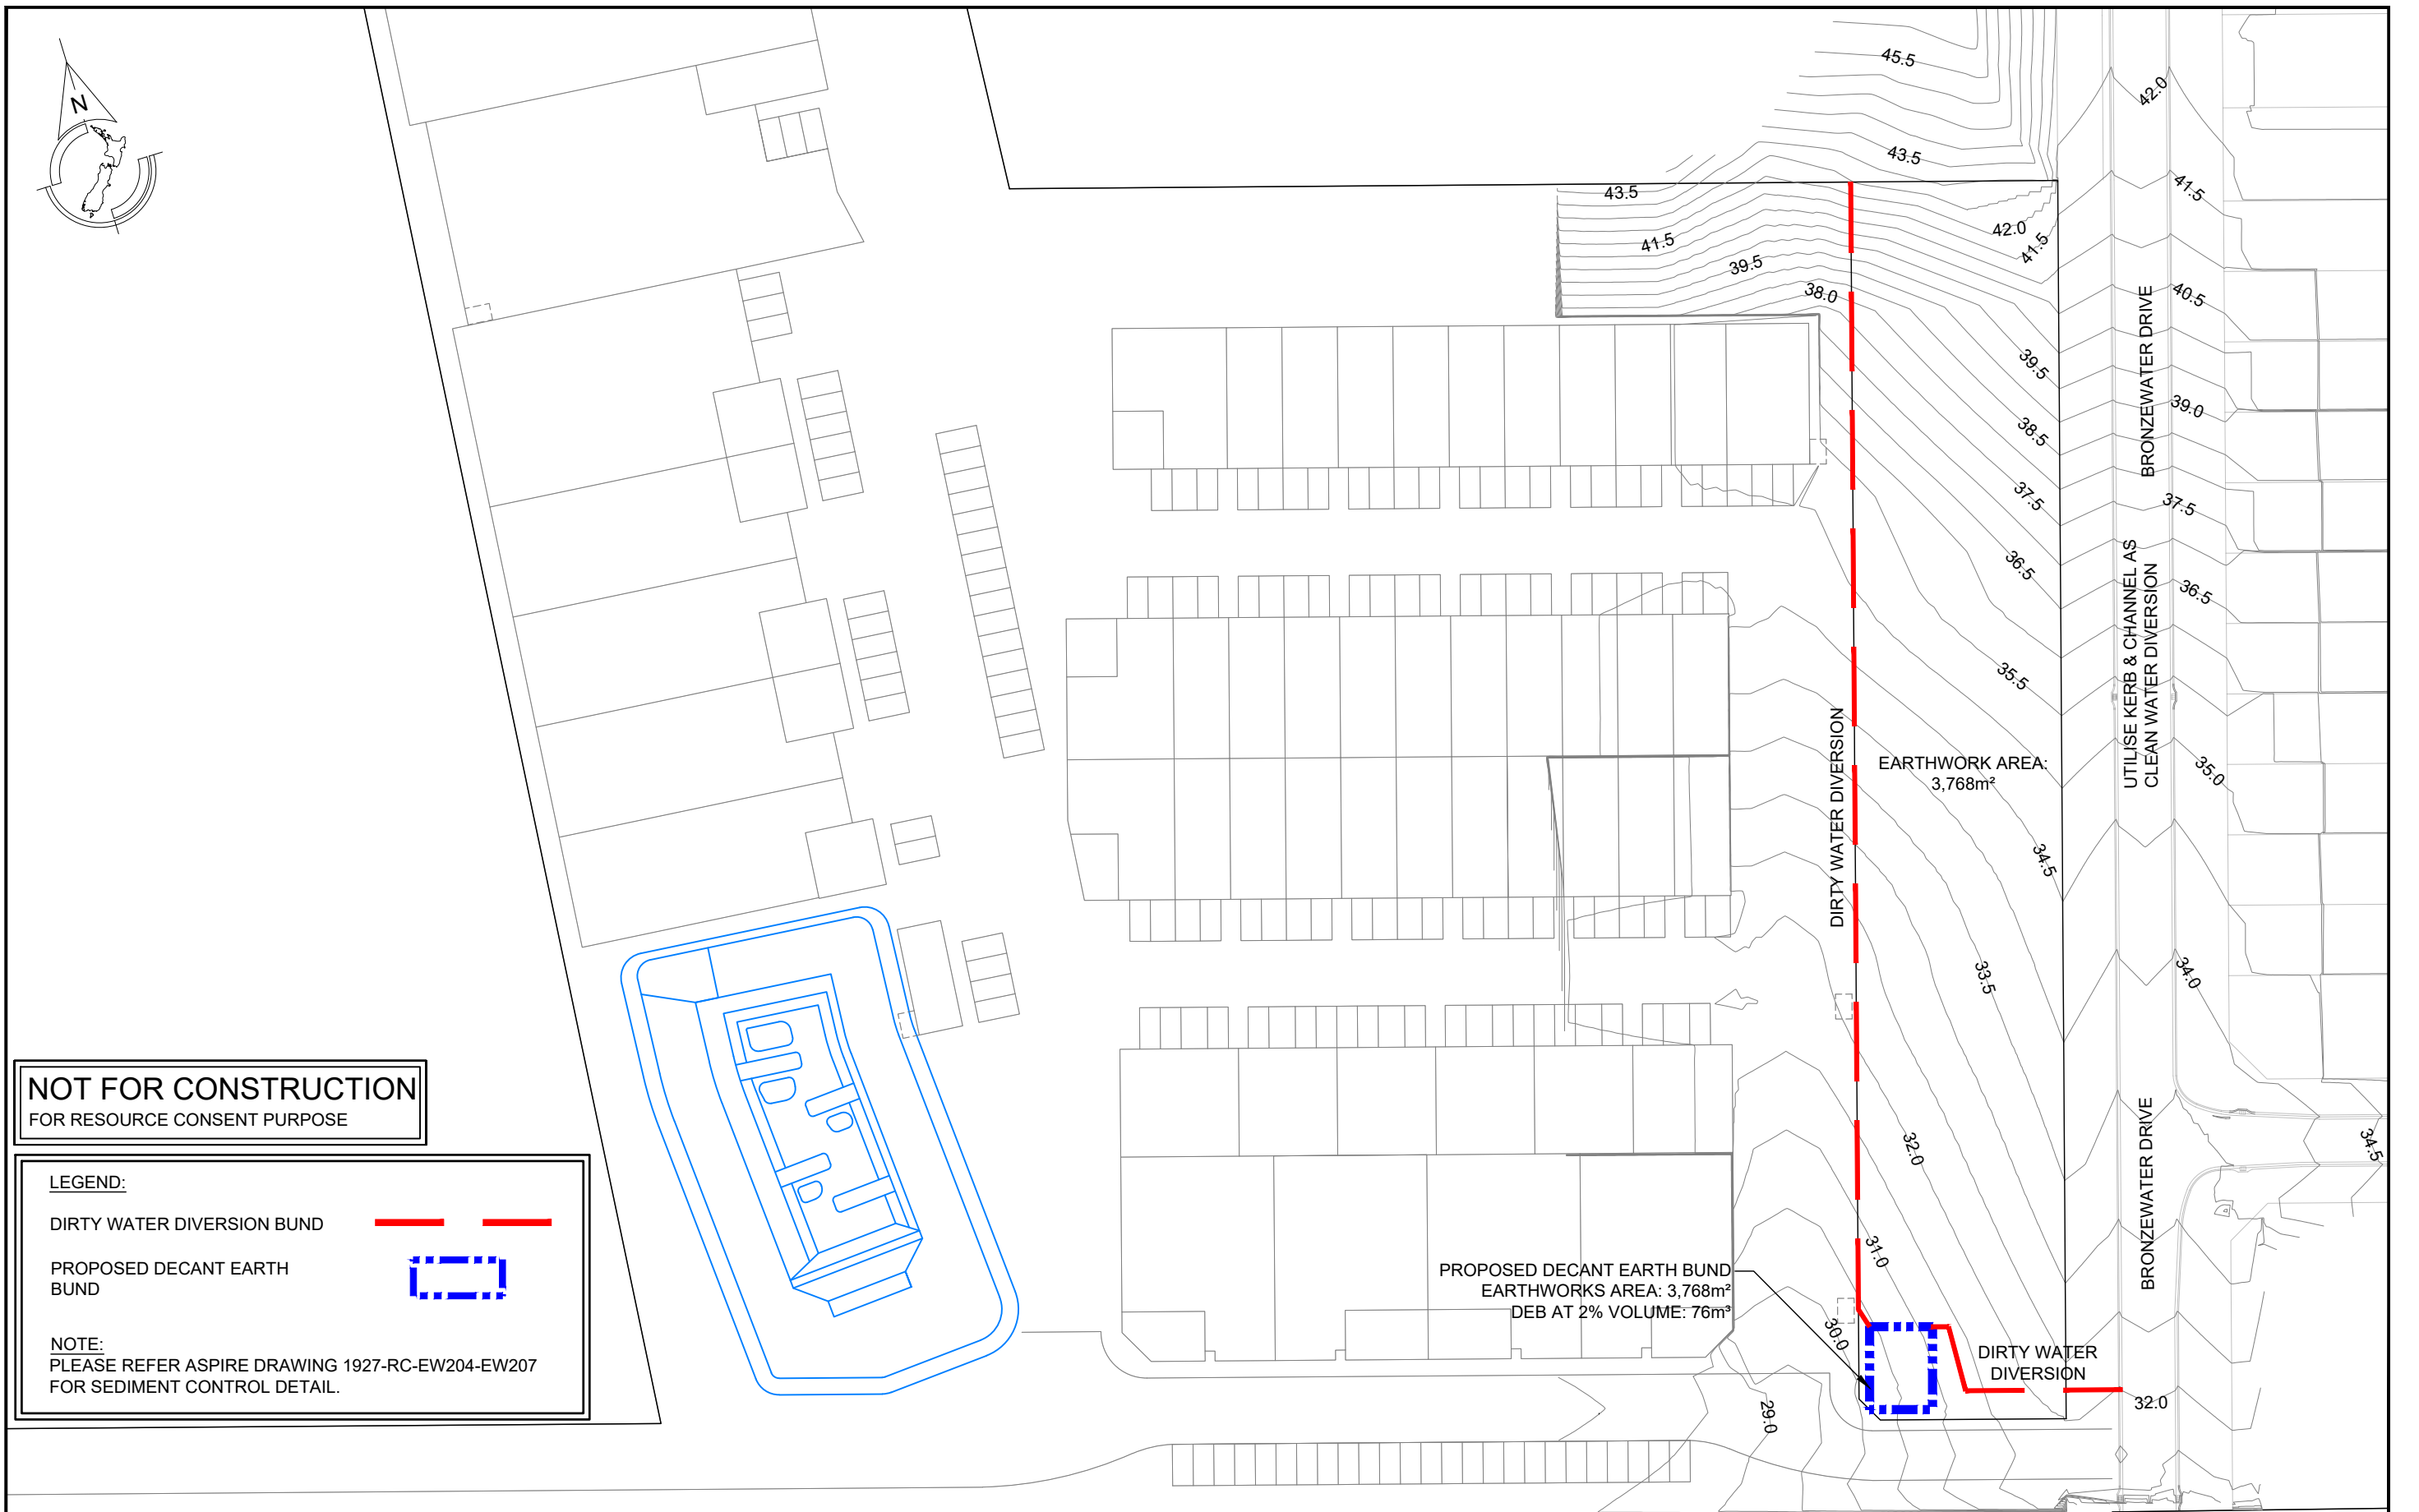 N
45.5
42.0
43.5
43.5
41.5
42.0
41.5
41.5
39.5
38.0
40.5
BRONZEWATER DRIVE
39.5
39.0
38.5
37.5
37.5
36.5
36.5
UTILISE KERB & CHANNEL AS
CLEAN WATER DIVERSION
35.5
35.0
DIRTY WATER DIVERSION
EARTHWORK AREA:
3,768m²
34.5
33.5
34.0
NOT FOR CONSTRUCTION
FOR RESOURCE CONSENT PURPOSE
32.0
34.5
BRONZEWATER DRIVE
31.0
LEGEND:
DIRTY WATER DIVERSION BUND
PROPOSED DECANT EARTH
BUND
NOTE:
PLEASE REFER ASPIRE DRAWING 1927-RC-EW204-EW207
FOR SEDIMENT CONTROL DETAIL.
PROPOSED DECANT EARTH BUND
EARTHWORKS AREA: 3,768m²
DEB AT 2% VOLUME: 76m³
30.0
DIRTY WATER
DIVERSION
29.0
32.0